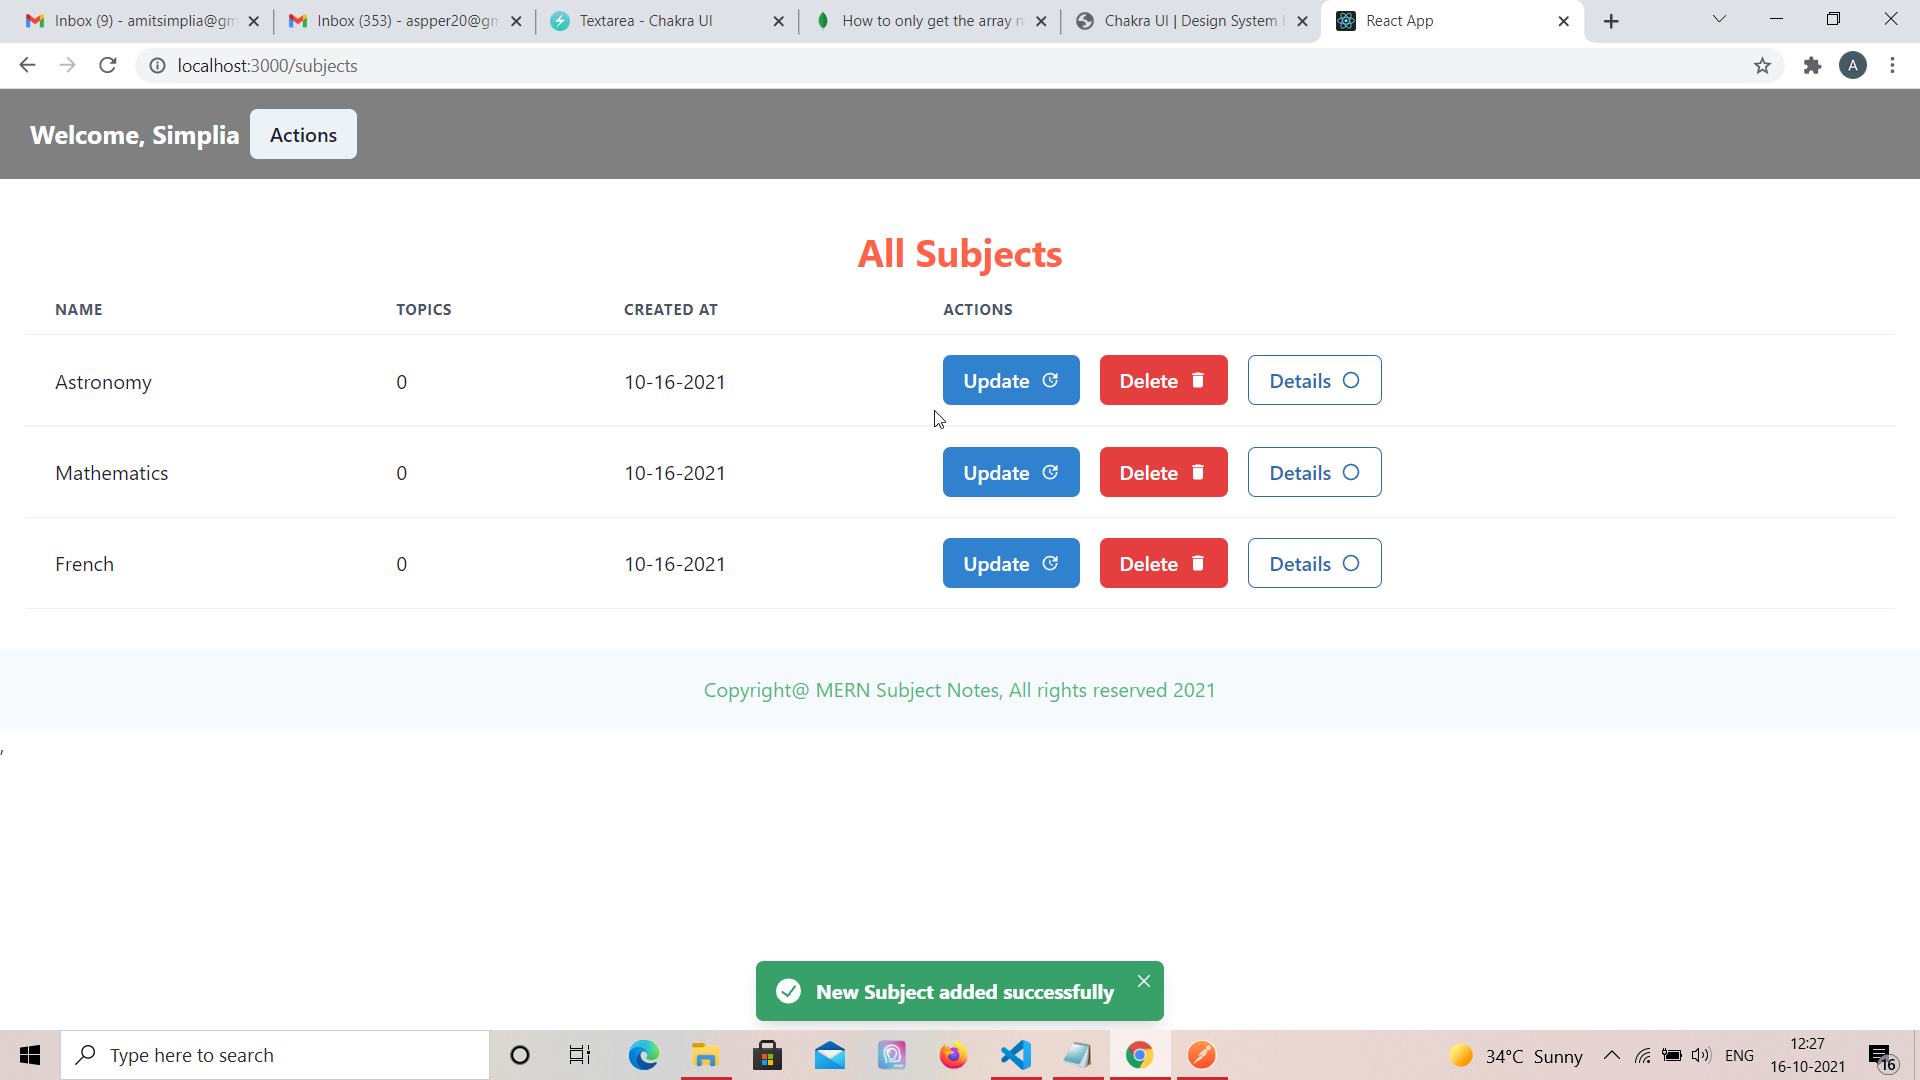 Inbox (9) - amitsimplia@gm
Inbox (353) - aspper20@gm
Textarea - Chakra UI
How to only get the array n
Chakra UI | Design System
React App
localhost:3000/subjects
A
Welcome, Simplia
Actions
All Subjects
NAME TOPICS CREATED AT ACTIONS
Astronomy 0 10-16-2021 Update Delete Details
Mathematics 0 10-16-2021 Update Delete Details
French 0 10-16-2021 Update Delete Details
Copyright@ MERN Subject Notes, All rights reserved 2021
,
New Subject added successfully
Type here to search
34°C Sunny
ENG
12:27
16-10-2021
16